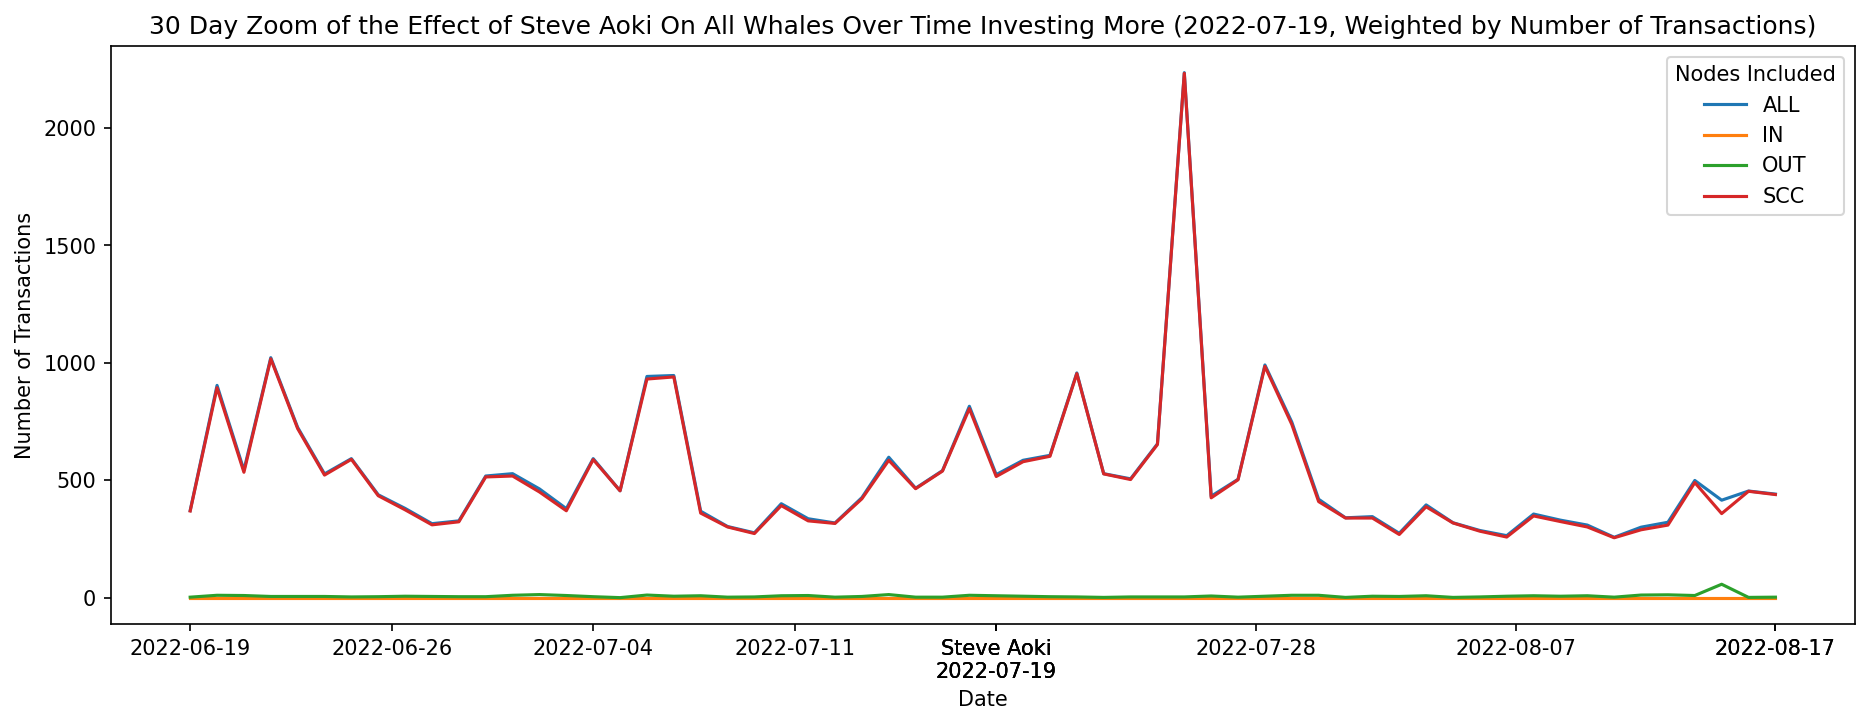 30 Day Zoom of the Effect of Steve Aoki On All Whales Over Time Investing More (2022-07-19, Weighted by Number of Transactions)
Nodes Included
ALL
IN
OUT
SCC
Number of Transactions
2000
1500
1000
500
0
2022-06-19
2022-06-26
2022-07-04
2022-07-11
Steve Aoki
2022-07-19
2022-07-28
2022-08-07
2022-08-17
Date